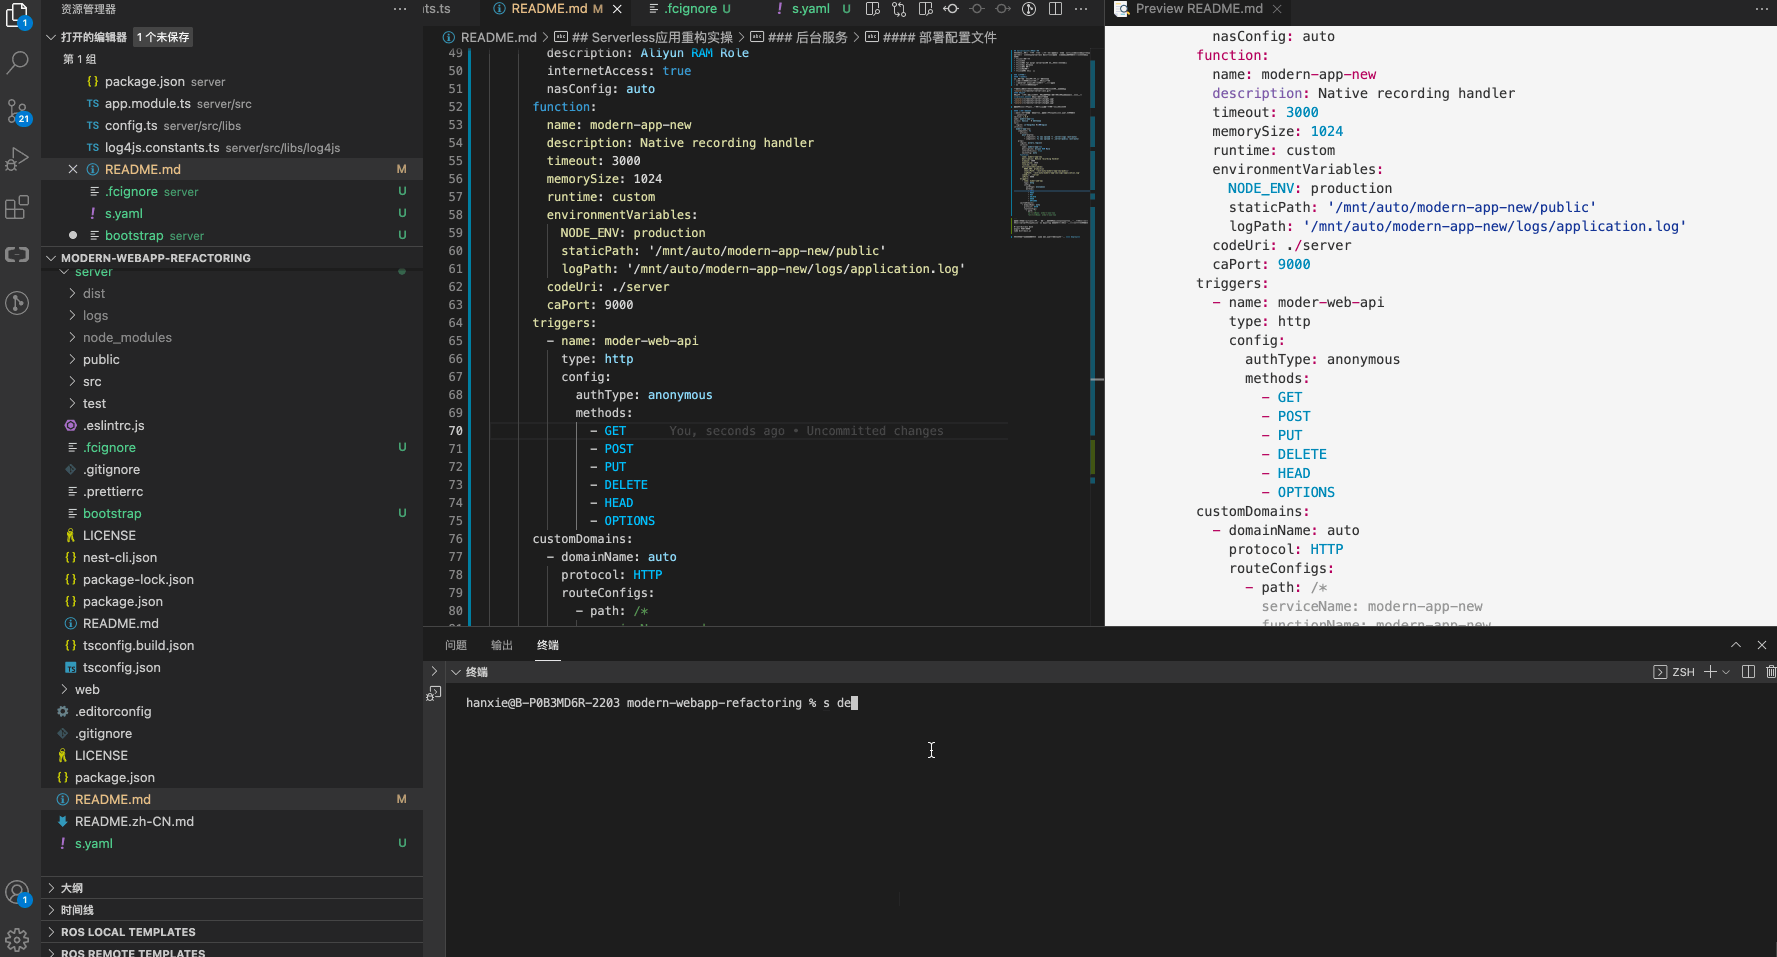 资源管理器
打开的编辑器 1 个未保存
第 1 组
package.json server
app.module.ts server/src
config.ts server/src/libs
log4js.constants.ts server/src/libs/log4js
README.md M
.fcignore server U
s.yaml U
bootstrap server U
MODERN-WEBAPP-REFACTORING
server
dist
logs
node_modules
public
src
test
.eslintrc.js
.fcignore U
.gitignore
.prettierrc
bootstrap U
LICENSE
nest-cli.json
package-lock.json
package.json
README.md
tsconfig.build.json
tsconfig.json
web
.editorconfig
.gitignore
LICENSE
package.json
README.md M
README.zh-CN.md
s.yaml U
大纲
时间线
ROS LOCAL TEMPLATES
ROS REMOTE TEMPLATES
1
21
1
nts.ts README.md M .fcignore U s.yaml U
README.md > ## Serverless应用重构实操 > ### 后台服务 > #### 部署配置文件
49 description: Aliyun RAM Role
50 internetAccess: true
51 nasConfig: auto
52 function:
53 name: modern-app-new
54 description: Native recording handler
55 timeout: 3000
56 memorySize: 1024
57 runtime: custom
58 environmentVariables:
59 NODE_ENV: production
60 staticPath: '/mnt/auto/modern-app-new/public'
61 logPath: '/mnt/auto/modern-app-new/logs/application.log'
62 codeUri: ./server
63 caPort: 9000
64 triggers:
65 - name: moder-web-api
66 type: http
67 config:
68 authType: anonymous
69 methods:
70 - GET You, seconds ago • Uncommitted changes
71 - POST
72 - PUT
73 - DELETE
74 - HEAD
75 - OPTIONS
76 customDomains:
77 - domainName: auto
78 protocol: HTTP
79 routeConfigs:
80 - path: /*
Preview README.md
nasConfig: auto
function:
name: modern-app-new
description: Native recording handler
timeout: 3000
memorySize: 1024
runtime: custom
environmentVariables:
NODE_ENV: production
staticPath: '/mnt/auto/modern-app-new/public'
logPath: '/mnt/auto/modern-app-new/logs/application.log'
codeUri: ./server
caPort: 9000
triggers:
- name: moder-web-api
type: http
config:
authType: anonymous
methods:
- GET
- POST
- PUT
- DELETE
- HEAD
- OPTIONS
customDomains:
- domainName: auto
protocol: HTTP
routeConfigs:
- path: /*
serviceName: modern-app-new
functionName: modern-app-new
问题 输出 终端
终端 ZSH
hanxie@B-P0B3MD6R-2203 modern-webapp-refactoring % s de